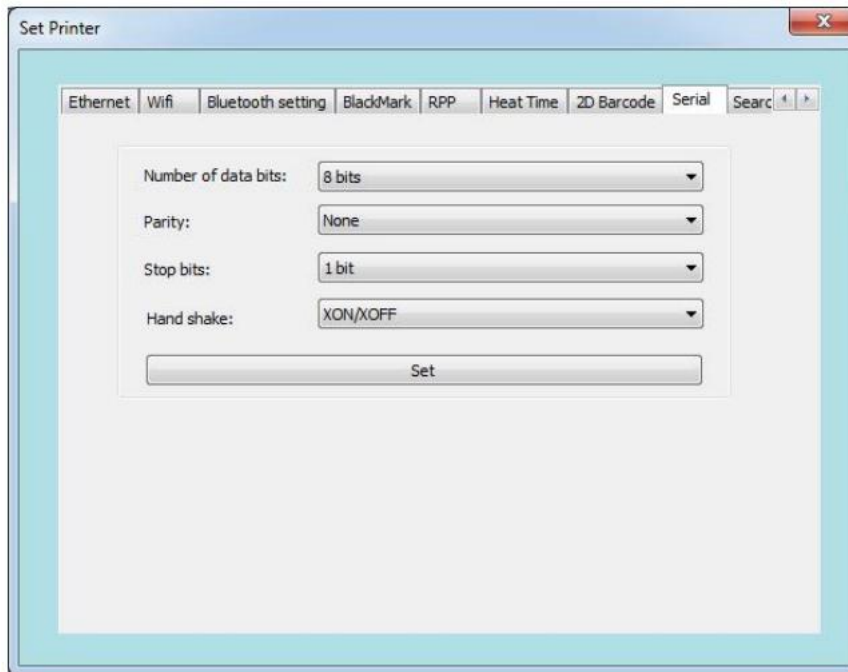 Set Printer
Ethernet Wifi Bluetooth setting BlackMark RPP Heat Time 2D Barcode Serial Searc
Number of data bits: 8 bits
Parity: None
Stop bits: 1 bit
Hand shake: XON/XOFF
Set